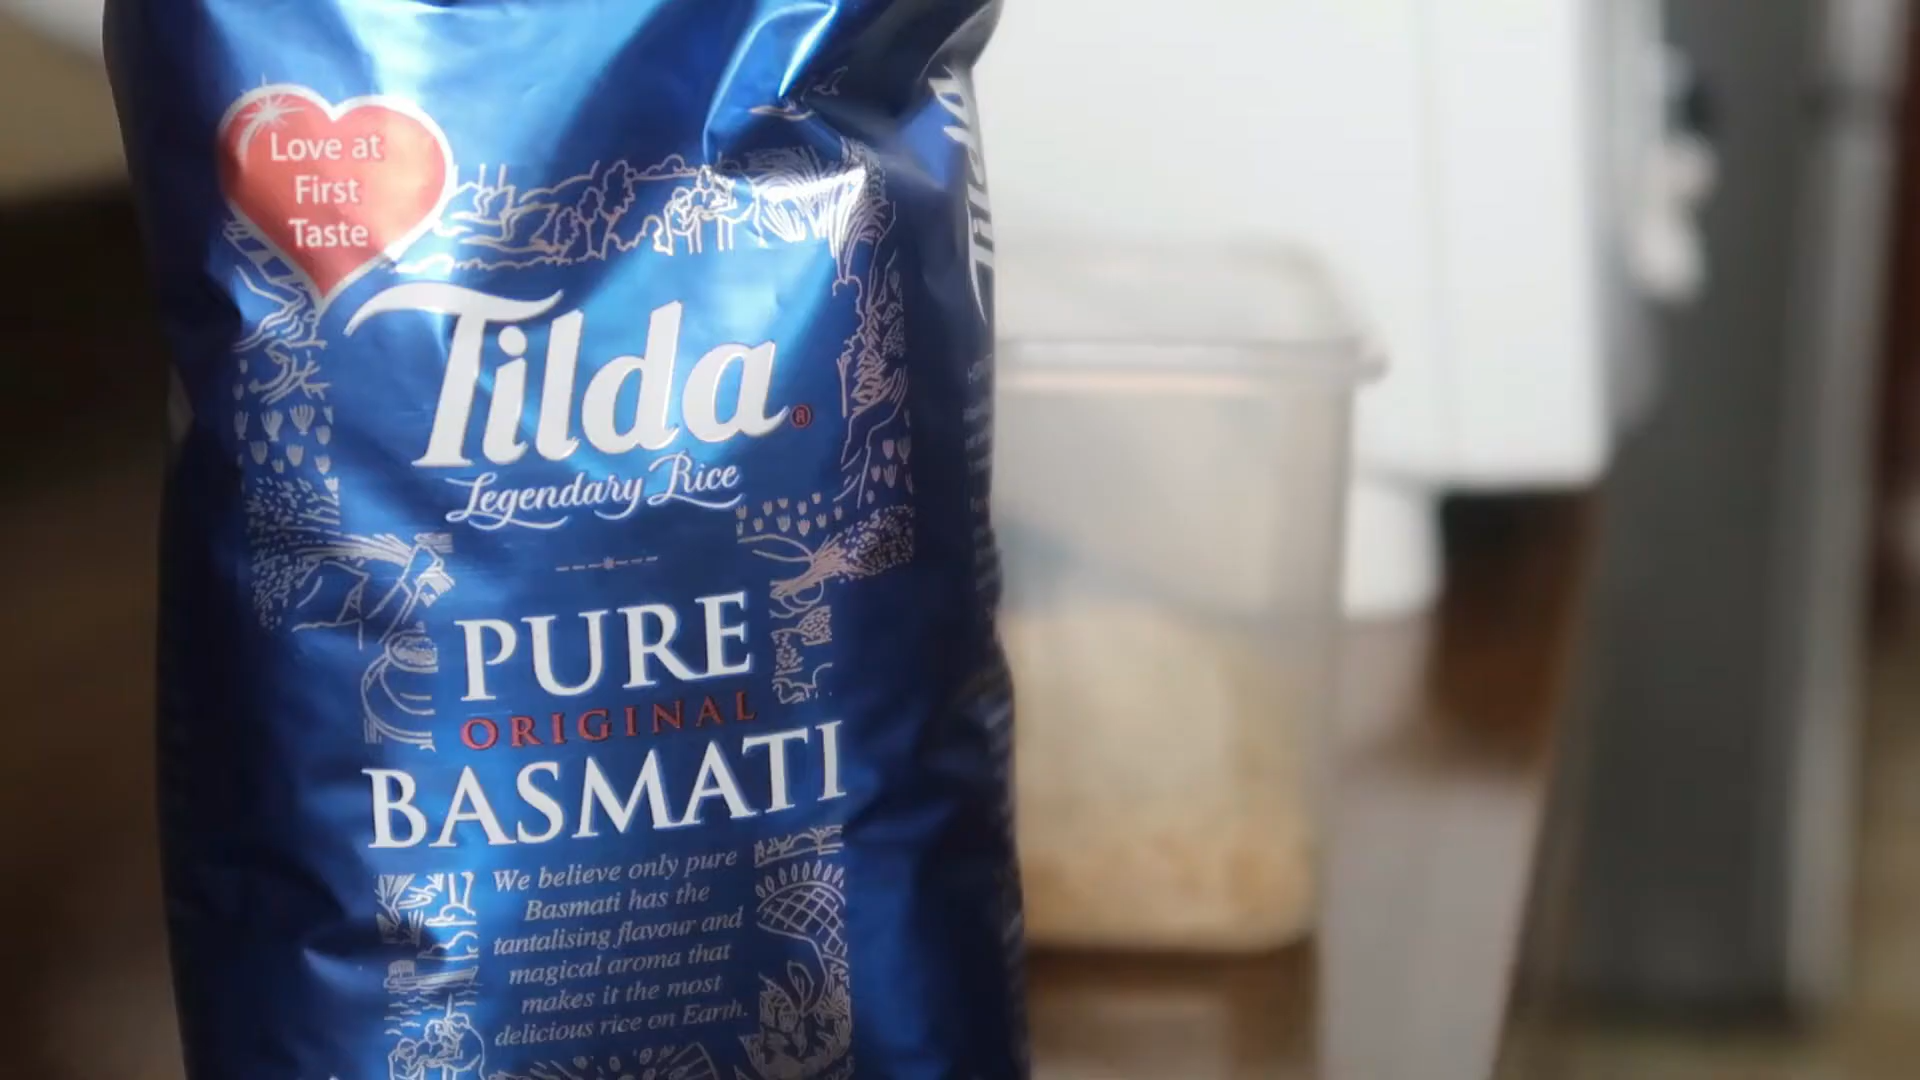 Love at
First
Taste
Tilda®
Legendary Rice
PURE
ORIGINAL
BASMATI
We believe only pure
Basmati has the
tantalising flavour and
magical aroma that
makes it the most
delicious rice on Earth.
Tilda